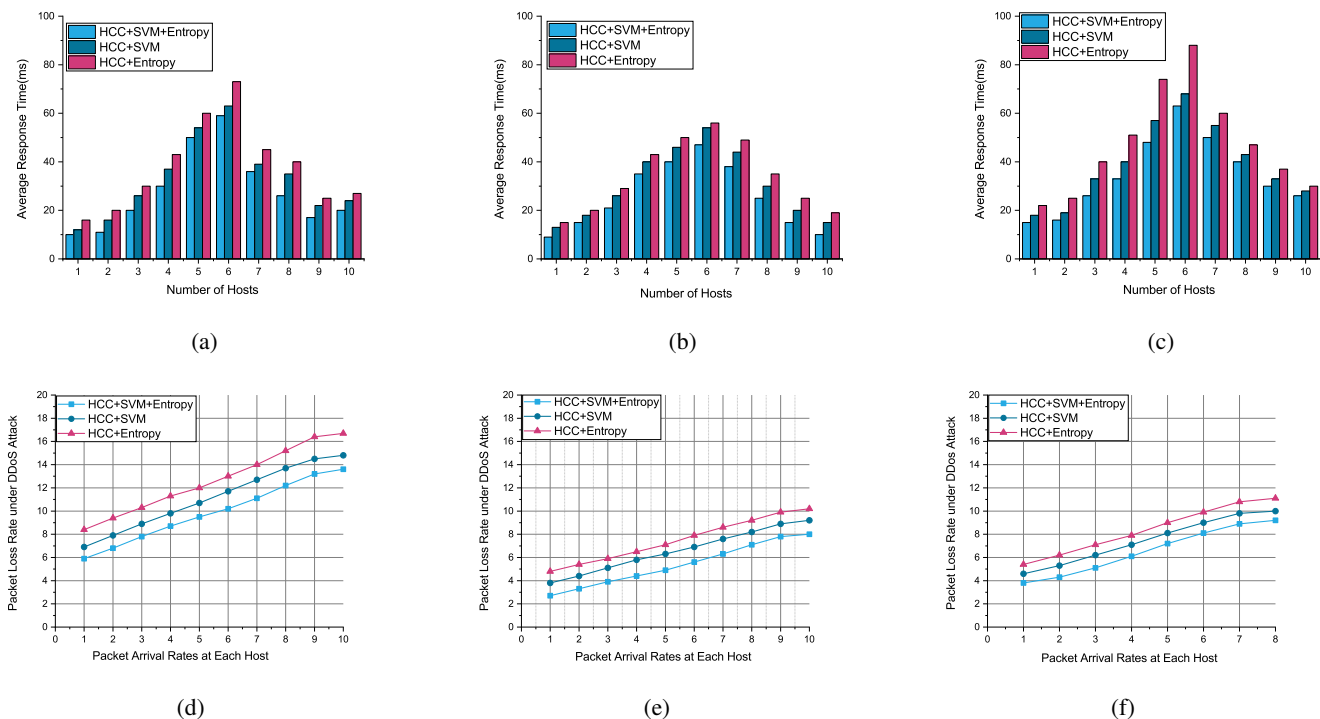 100
80
60
40
20
0
Average Response Time(ms)
HCC+SVM+Entropy
HCC+SVM
HCC+Entropy
1 2 3 4 5 6 7 8 9 10
Number of Hosts
(a)
100
80
60
40
20
0
Average Response Time(ms)
HCC+SVM+Entropy
HCC+SVM
HCC+Entropy
1 2 3 4 5 6 7 8 9 10
Number of Hosts
(b)
100
80
60
40
20
0
Average Response Time(ms)
HCC+SVM+Entropy
HCC+SVM
HCC+Entropy
1 2 3 4 5 6 7 8 9 10
Number of Hosts
(c)
20
18
16
14
12
10
8
6
4
2
0
Packet Loss Rate under DDoS Attack
HCC+SVM+Entropy
HCC+SVM
HCC+Entropy
0 1 2 3 4 5 6 7 8 9 10
Packet Arrival Rates at Each Host
(d)
20
18
16
14
12
10
8
6
4
2
0
Packet Loss Rate under DDoS Attack
HCC+SVM+Entropy
HCC+SVM
HCC+Entropy
0 1 2 3 4 5 6 7 8 9 10
Packet Arrival Rates at Each Host
(e)
20
18
16
14
12
10
8
6
4
2
0
Packet Loss Rate under DDos Attack
HCC+SVM+Entropy
HCC+SVM
HCC+Entropy
0 1 2 3 4 5 6 7 8
Packet Arrival Rates at Each Host
(f)